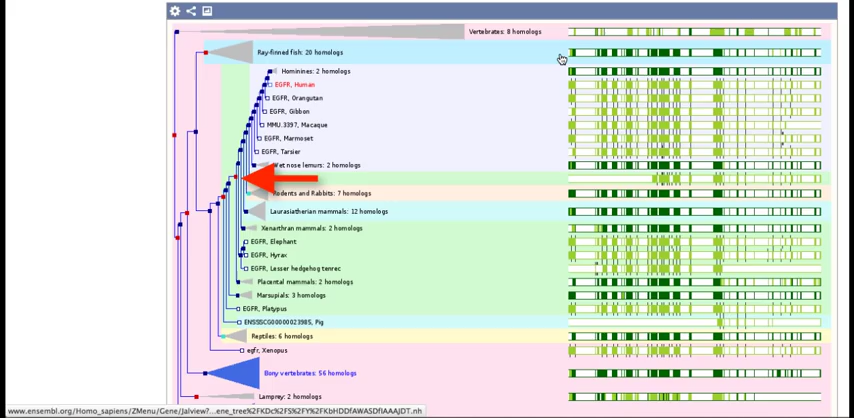 Vertebrates: 8 homologs
Ray-finned fish: 20 homologs
Hominines: 2 homologs
EGFR, Human
EGFR, Orangutan
EGFR, Gibbon
MMU.3397, Macaque
EGFR, Marmoset
EGFR, Tarsier
Wet nose lemurs: 2 homologs
Rodents and Rabbits: 7 homologs
Laurasiatherian mammals: 12 homologs
Xenarthran mammals: 2 homologs
EGFR, Elephant
EGFR, Hyrax
EGFR, Lesser hedgehog tenrec
Placental mammals: 2 homologs
Marsupials: 3 homologs
EGFR, Platypus
ENSSSCG00000023985, Pig
Reptiles: 6 homologs
egfr, Xenopus
Bony vertebrates: 56 homologs
Lamprey: 2 homologs